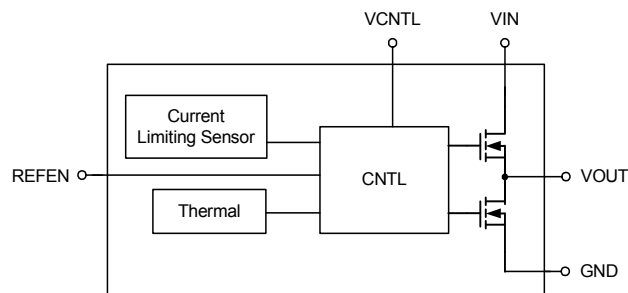 VCNTL
VIN
Current
Limiting Sensor
REFEN
CNTL
VOUT
Thermal
GND